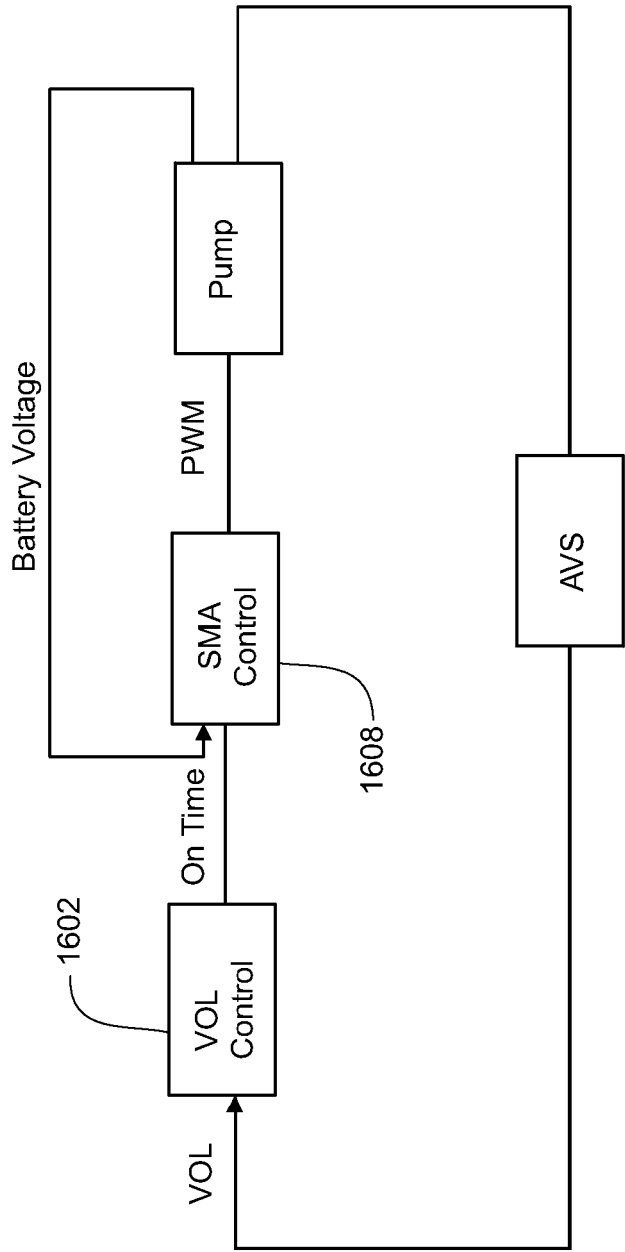 Battery Voltage
1602
VOL
VOL
Control
On Time
SMA
Control
PWM
Pump
1608
AVS